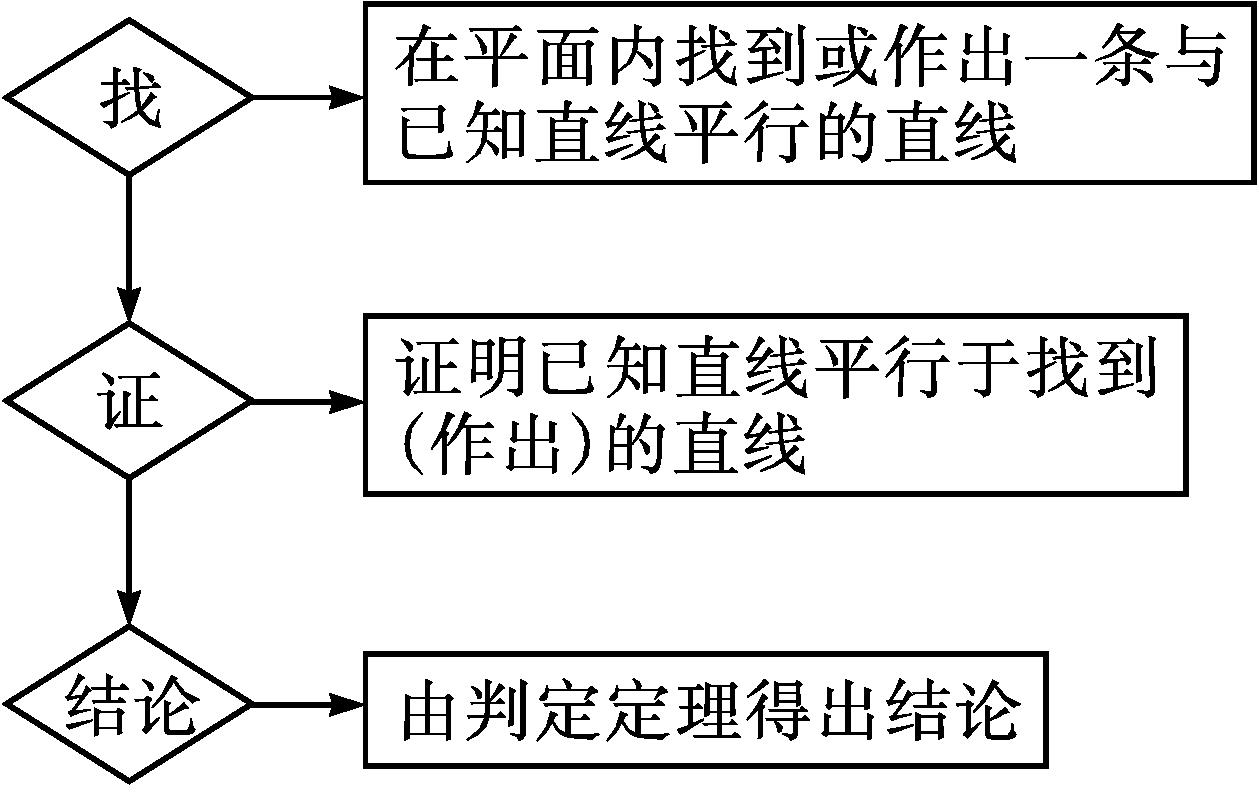 找
在平面内找到或作出一条与
已知直线平行的直线
证
证明已知直线平行于找到
(作出)的直线
结论
由判定定理得出结论